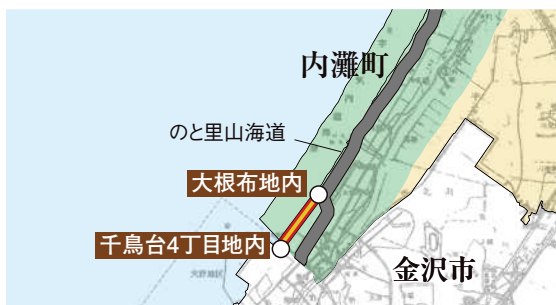 内灘町
のと里山海道
大根布地内
千鳥台4丁目地内
金沢市